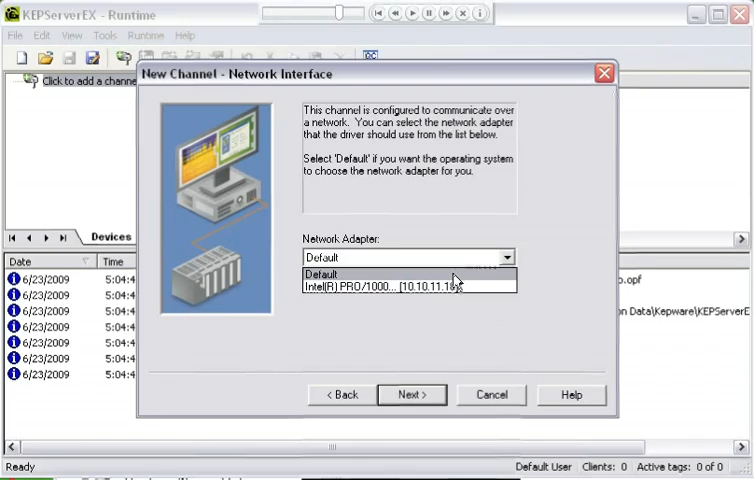 KEPServerEX - Runtime
File Edit View Tools Runtime Help
QC
Click to add a channe
New Channel - Network Interface
This channel is configured to communicate over
a network. You can select the network adapter
that the driver should use from the list below.
Select 'Default' if you want the operating system
to choose the network adapter for you.
Network Adapter:
Default
Default
Intel(R) PRO/1000... [10.10.11.1
Devices
Date Time
6/23/2009 5:04:4
6/23/2009 5:04:4
6/23/2009 5:04:4
6/23/2009 5:04:4
6/23/2009 5:04:4
6/23/2009 5:04:4
6/23/2009 5:04:4
o.opf
on Data\Kepware\KEPServerE
< Back Next > Cancel Help
Ready Default User Clients: 0 Active tags: 0 of 0